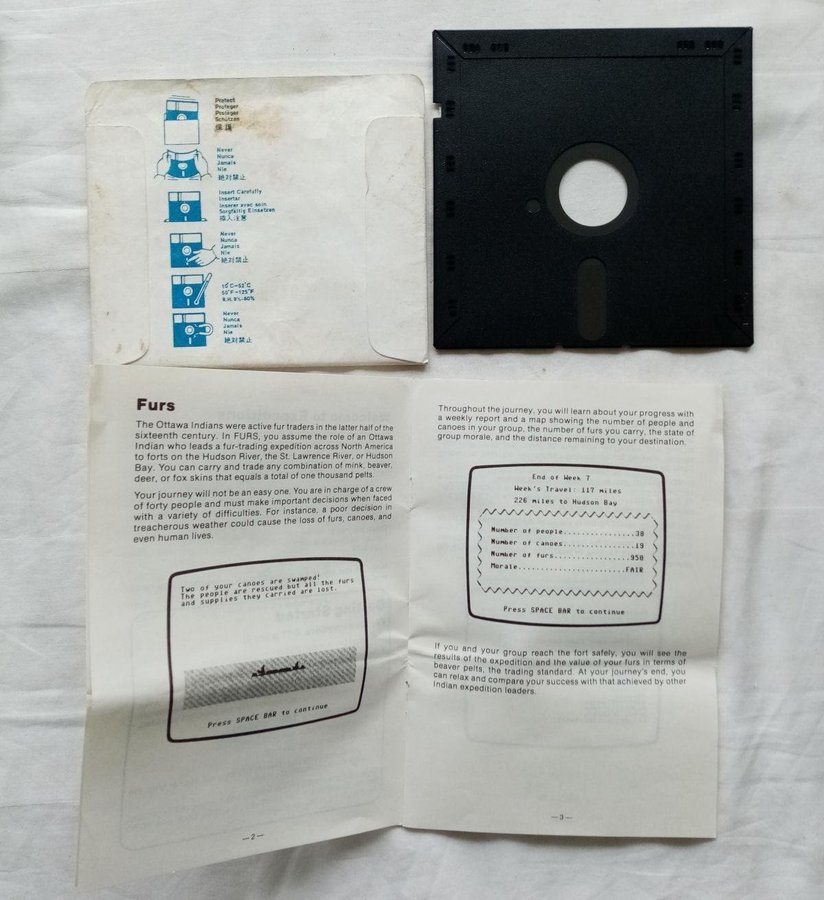 Protect
Proteger
Protéger
Schützen
保護
Never
Nunca
Jamais
Nie
絶対禁止
Insert Carefully
Insertar
Inserer avec soin
Sorgfältig Einsetzen
挿入注意
Never
Nunca
Jamais
Nie
絶対禁止
10°C~52°C
50°F~125°F
R.H. 8%~80%
Never
Nunca
Jamais
Nie
絶対禁止
Furs
The Ottawa Indians were active fur traders in the latter half of the
sixteenth century. In FURS, you assume the role of an Ottawa
Indian who leads a fur-trading expedition across North America
to forts on the Hudson River, the St. Lawrence River, or Hudson
Bay. You can carry and trade any combination of mink, beaver,
deer, or fox skins that equals a total of one thousand pelts.
Your journey will not be an easy one. You are in charge of a crew
of forty people and must make important decisions when faced
with a variety of difficulties. For instance, a poor decision in
treacherous weather could cause the loss of furs, canoes, and
even human lives.
Two of your canoes are swamped!
The people are rescued but all the furs
and supplies they carried are lost.
Press SPACE BAR to continue
—2—
Throughout the journey, you will learn about your progress with
a weekly report and a map showing the number of people and
canoes in your group, the number of furs you carry, the state of
group morale, and the distance remaining to your destination.
End of Week 7
Week's Travel: 117 miles
226 miles to Hudson Bay
Number of people...............38
Number of canoes...............19
Number of furs................950
Morale.......................FAIR
Press SPACE BAR to continue
If you and your group reach the fort safely, you will see the
results of the expedition and the value of your furs in terms of
beaver pelts, the trading standard. At your journey's end, you
can relax and compare your success with that achieved by other
Indian expedition leaders.
—3—